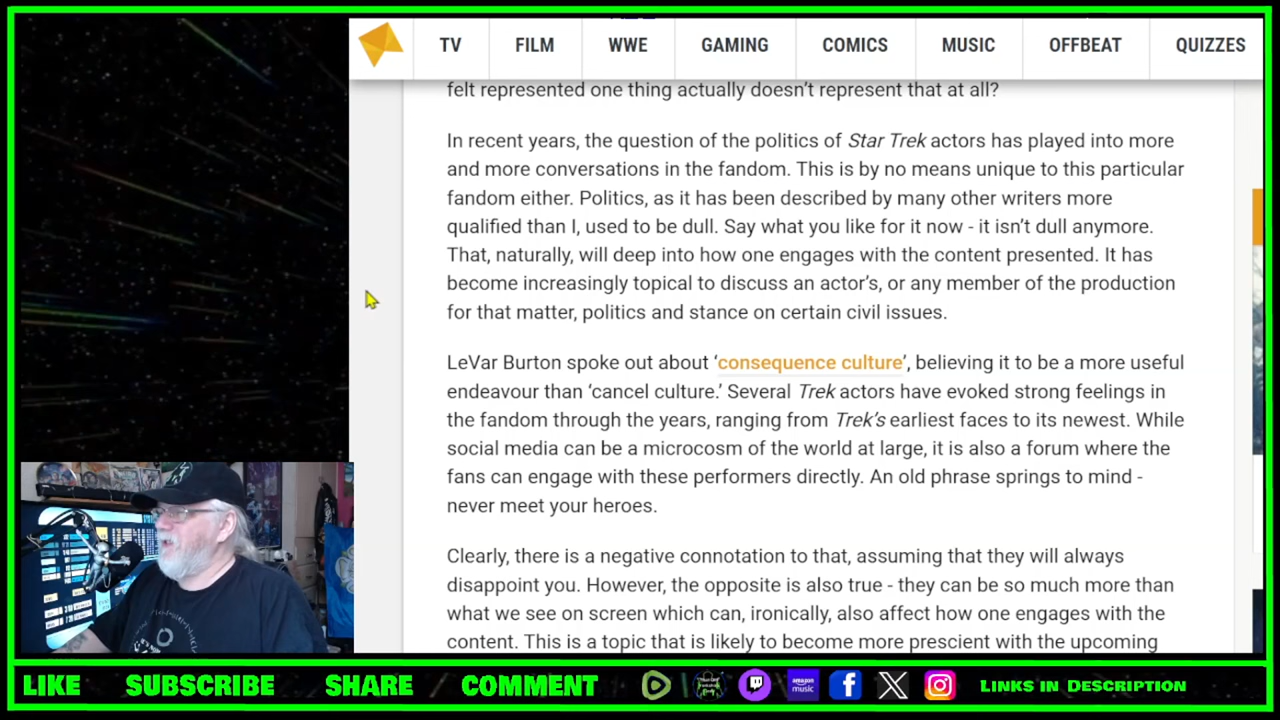 TV FILM WWE GAMING COMICS MUSIC OFFBEAT QUIZZES
felt represented one thing actually doesn’t represent that at all?
In recent years, the question of the politics of Star Trek actors has played into more
and more conversations in the fandom. This is by no means unique to this particular
fandom either. Politics, as it has been described by many other writers more
qualified than I, used to be dull. Say what you like for it now - it isn’t dull anymore.
That, naturally, will deep into how one engages with the content presented. It has
become increasingly topical to discuss an actor’s, or any member of the production
for that matter, politics and stance on certain civil issues.
LeVar Burton spoke out about ‘consequence culture’, believing it to be a more useful
endeavour than ‘cancel culture.’ Several Trek actors have evoked strong feelings in
the fandom through the years, ranging from Trek’s earliest faces to its newest. While
social media can be a microcosm of the world at large, it is also a forum where the
fans can engage with these performers directly. An old phrase springs to mind -
never meet your heroes.
Clearly, there is a negative connotation to that, assuming that they will always
disappoint you. However, the opposite is also true - they can be so much more than
what we see on screen which can, ironically, also affect how one engages with the
content. This is a topic that is likely to become more prescient with the upcoming
LIKE SUBSCRIBE SHARE COMMENT amazon music Links in Description